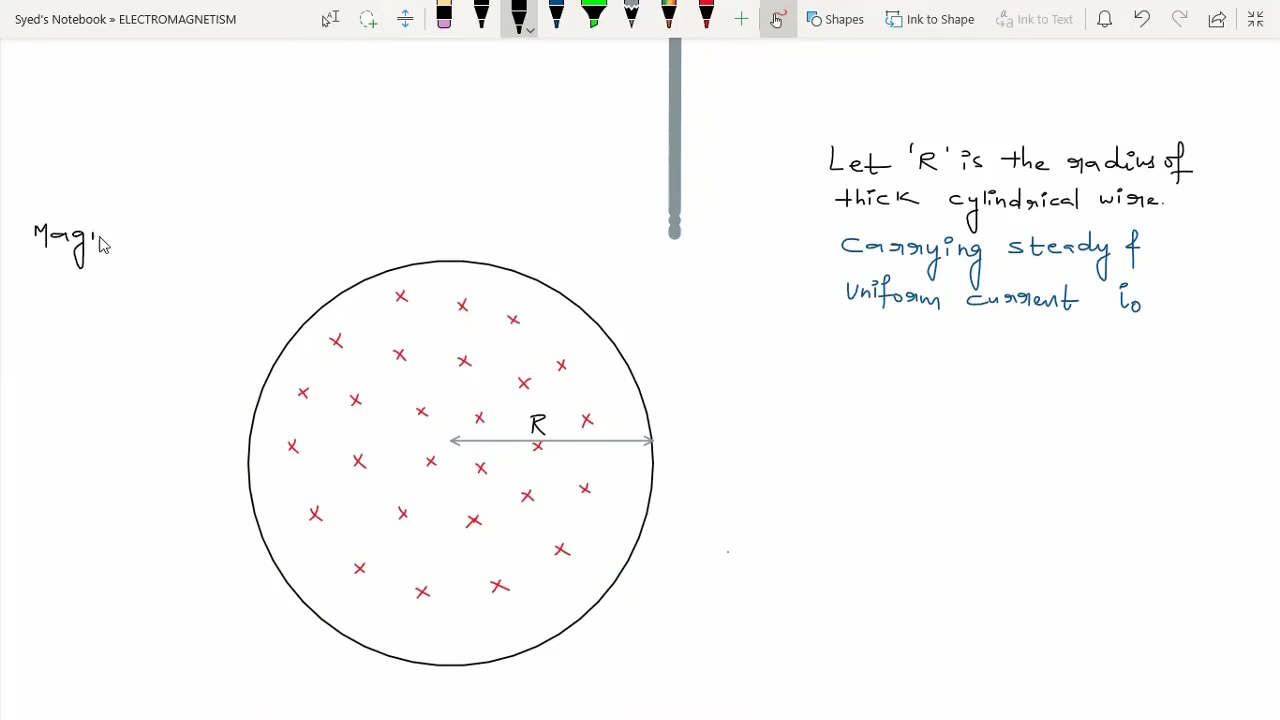 Syed's Notebook » ELECTROMAGNETISM
Shapes
Ink to Shape
Ink to Text
Let 'R' is the radius of
thick cylindrical wire.
Carrying steady &
Uniform current i₀
Magn
R